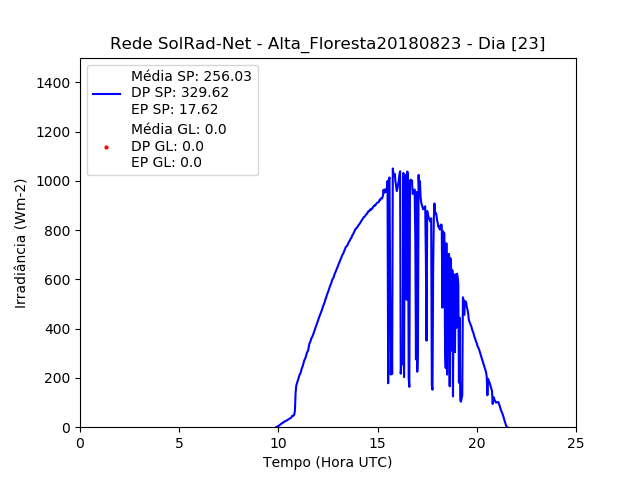 Rede SolRad-Net - Alta_Floresta20180823 - Dia [23]
Média SP: 256.03
DP SP: 329.62
EP SP: 17.62
Média GL: 0.0
DP GL: 0.0
EP GL: 0.0
1400
1200
1000
800
600
400
200
0
Irradiância (Wm-2)
0 5 10 15 20 25
Tempo (Hora UTC)